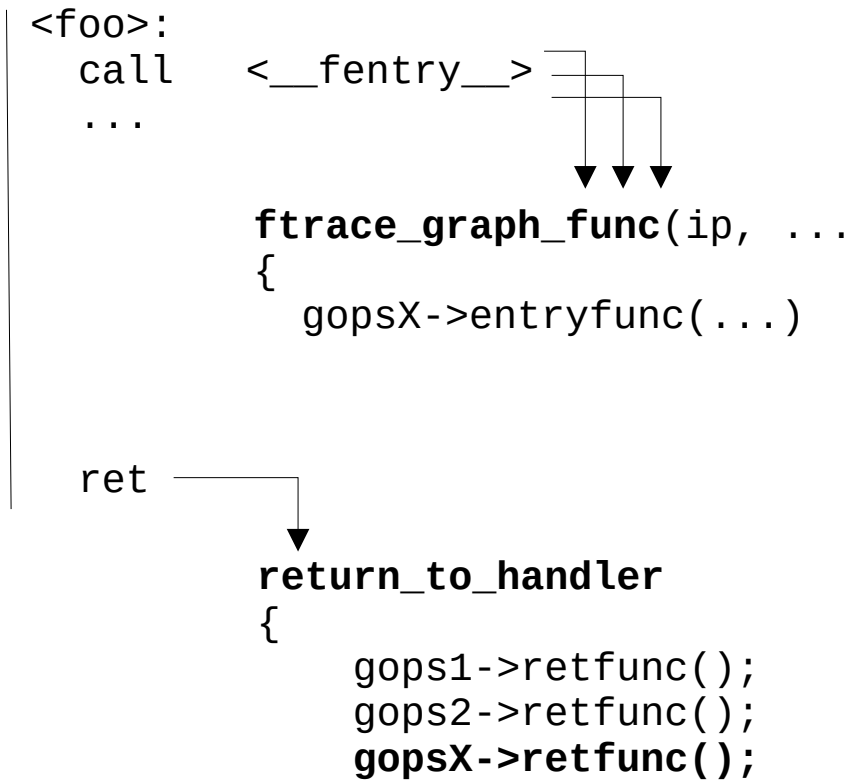 <foo>:
call <__fentry__>
...
ftrace_graph_func(ip, ...
{
gopsX->entryfunc(...)
ret
return_to_handler
{
gops1->retfunc();
gops2->retfunc();
gopsX->retfunc();